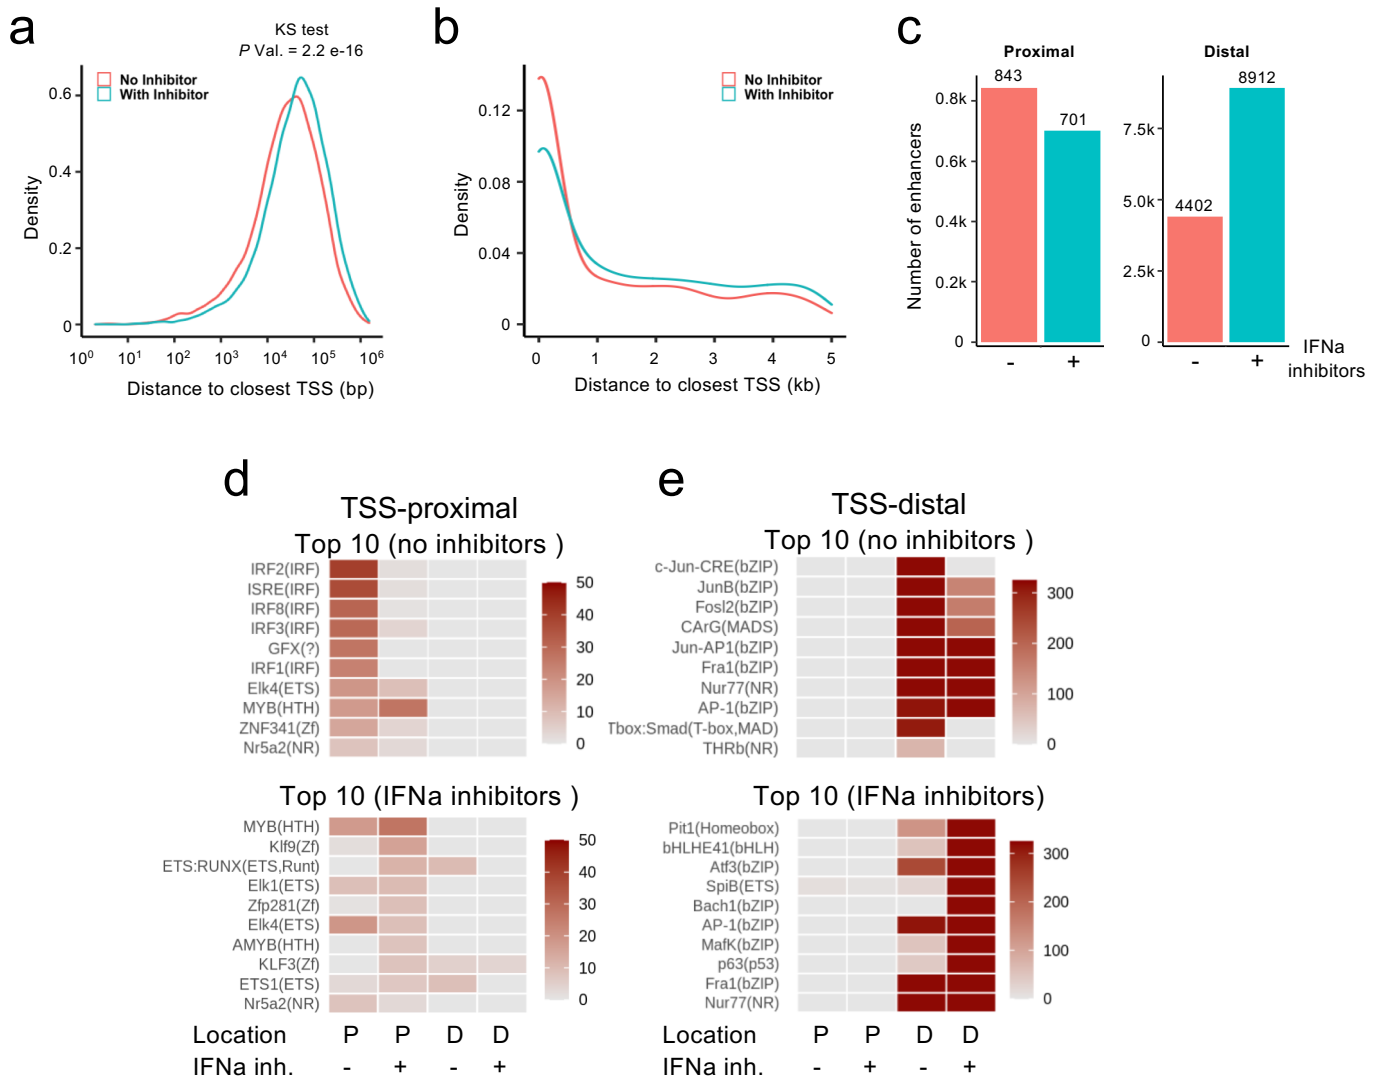 a
KS test
P Val. = 2.2 e-16
No Inhibitor
With Inhibitor
0.6
0.4
0.2
0
Density
10⁰ 10¹ 10² 10³ 10⁴ 10⁵ 10⁶
Distance to closest TSS (bp)
b
No Inhibitor
With Inhibitor
0.12
0.08
0.04
0
Density
0 1 2 3 4 5
Distance to closest TSS (kb)
c
Proximal
Distal
Number of enhancers
0.8k
0.6k
0.4k
0.2k
0
843
701
- +
7.5k
5.0k
2.5k
0
4402
8912
- +
IFNa
inhibitors
d
TSS-proximal
Top 10 (no inhibitors )
IRF2(IRF)
ISRE(IRF)
IRF8(IRF)
IRF3(IRF)
GFX(?)
IRF1(IRF)
Elk4(ETS)
MYB(HTH)
ZNF341(Zf)
Nr5a2(NR)
50
40
30
20
10
0
Top 10 (IFNa inhibitors )
MYB(HTH)
Klf9(Zf)
ETS:RUNX(ETS,Runt)
Elk1(ETS)
Zfp281(Zf)
Elk4(ETS)
AMYB(HTH)
KLF3(Zf)
ETS1(ETS)
Nr5a2(NR)
50
40
30
20
10
0
Location P P D D
IFNa inh. - + - +
e
TSS-distal
Top 10 (no inhibitors )
c-Jun-CRE(bZIP)
JunB(bZIP)
Fosl2(bZIP)
CArG(MADS)
Jun-AP1(bZIP)
Fra1(bZIP)
Nur77(NR)
AP-1(bZIP)
Tbox:Smad(T-box,MAD)
THRb(NR)
300
200
100
0
Top 10 (IFNa inhibitors)
Pit1(Homeobox)
bHLHE41(bHLH)
Atf3(bZIP)
SpiB(ETS)
Bach1(bZIP)
AP-1(bZIP)
MafK(bZIP)
p63(p53)
Fra1(bZIP)
Nur77(NR)
300
200
100
0
Location P P D D
IFNa inh. - + - +